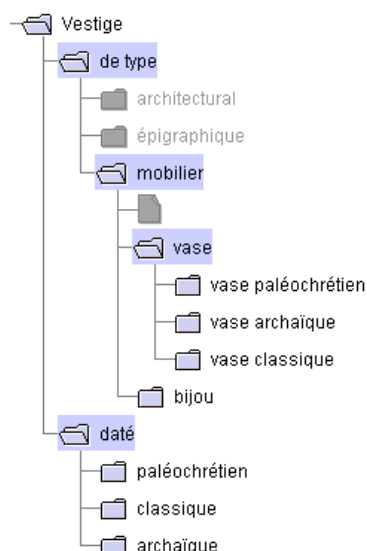 Vestige
de type
architectural
épigraphique
mobilier
vase
vase paléochrétien
vase archaïque
vase classique
bijou
daté
paléochrétien
classique
archaïque